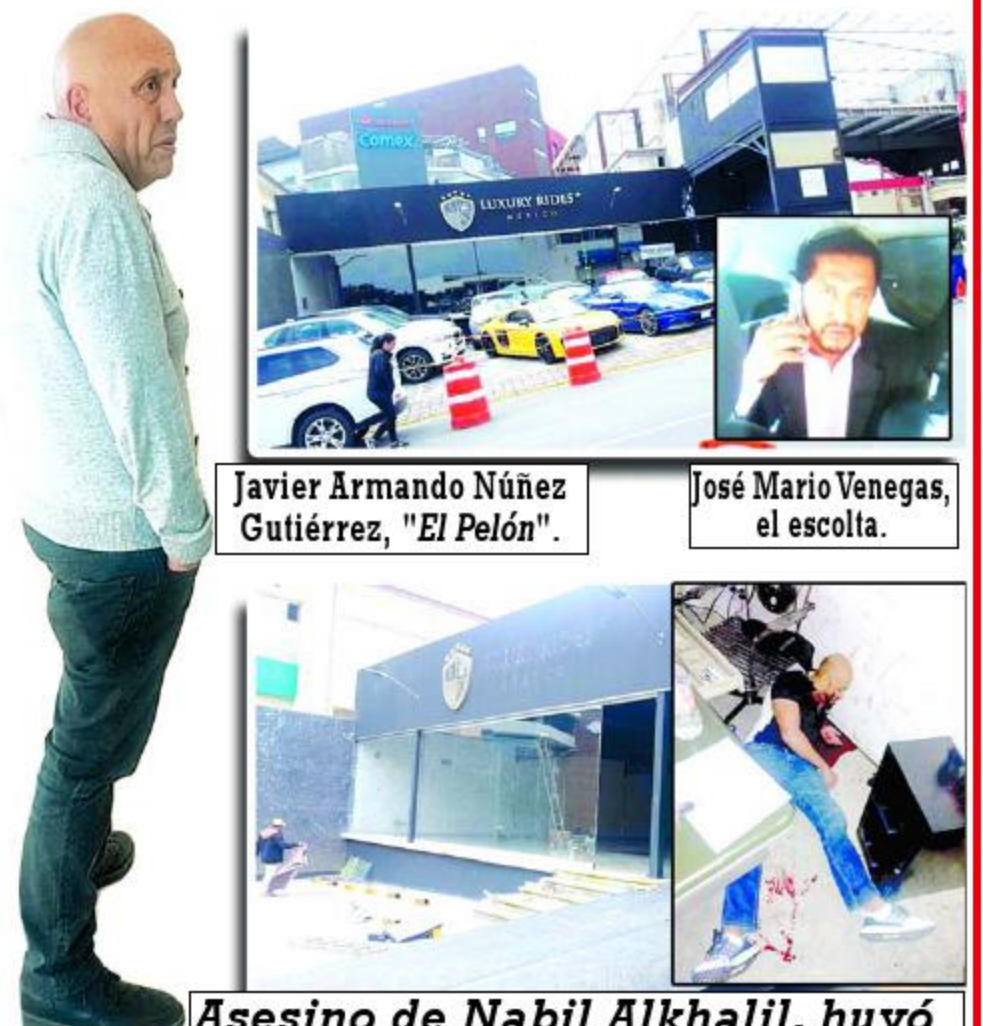 Comex
LUXURY RIDES
MÉXICO
Javier Armando Núñez
Gutiérrez, "El Pelón".
José Mario Venegas,
el escolta.
Asesino de Nabil Alkhalil, huyó